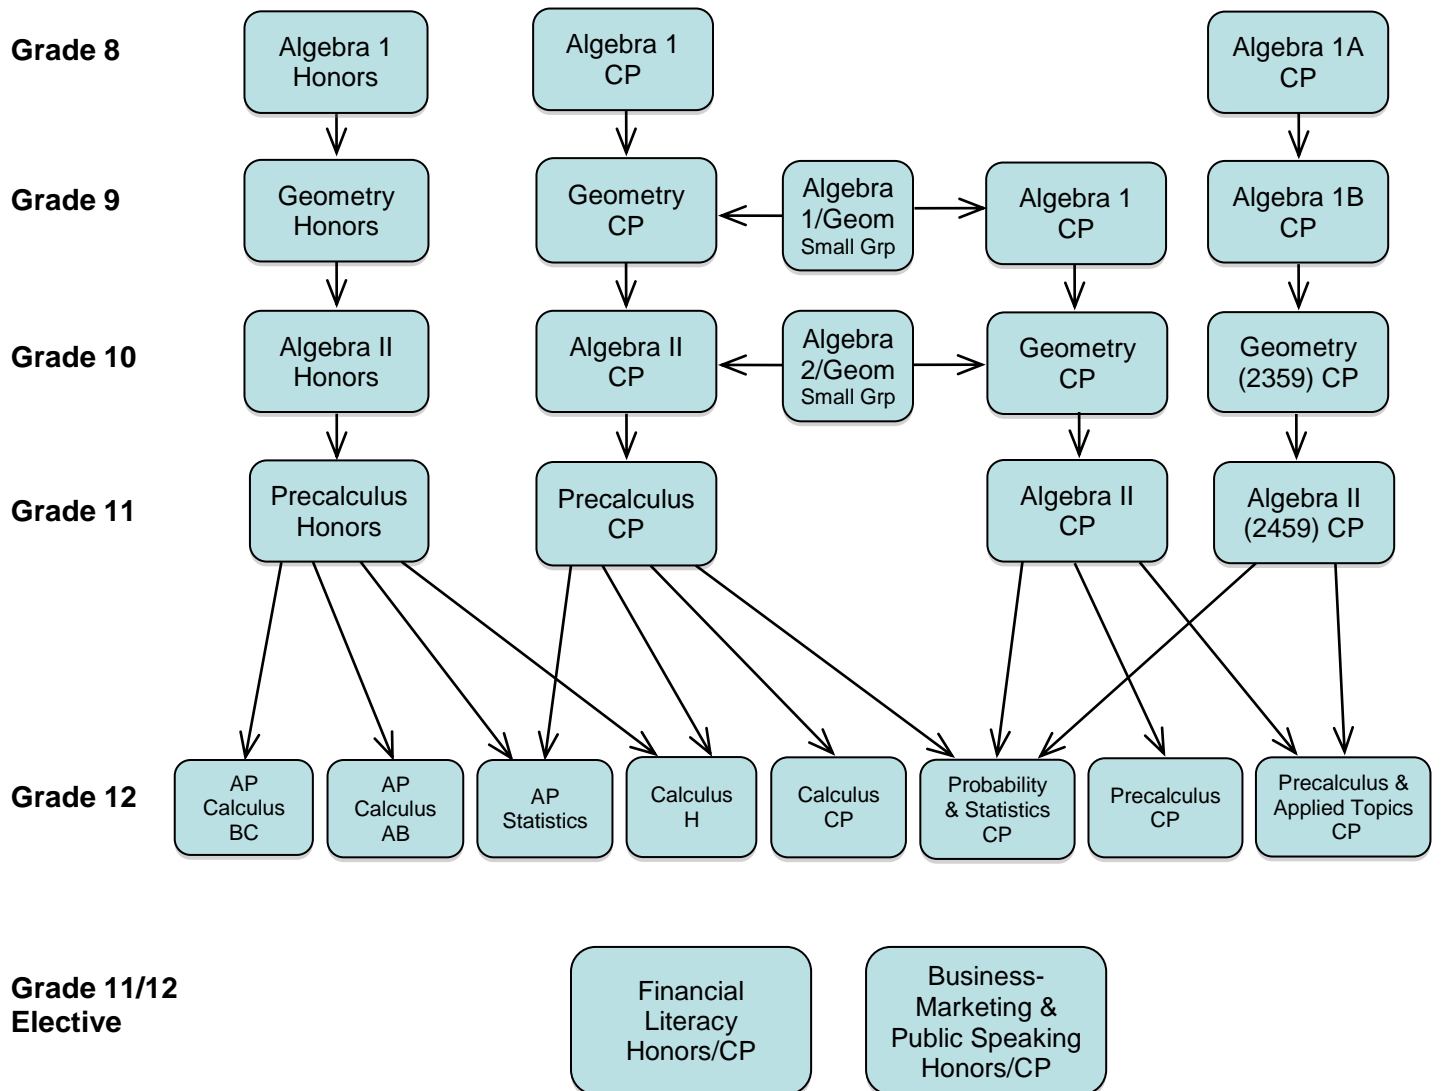 Grade 8
Algebra 1
Honors
Algebra 1
CP
Algebra 1A
CP
Grade 9
Geometry
Honors
Geometry
CP
Algebra
1/Geom
Small Grp
Algebra 1
CP
Algebra 1B
CP
Grade 10
Algebra II
Honors
Algebra II
CP
Algebra
2/Geom
Small Grp
Geometry
CP
Geometry
(2359) CP
Grade 11
Precalculus
Honors
Precalculus
CP
Algebra II
CP
Algebra II
(2459) CP
Grade 12
AP
Calculus
BC
AP
Calculus
AB
AP
Statistics
Calculus
H
Calculus
CP
Probability
& Statistics
CP
Precalculus
CP
Precalculus &
Applied Topics
CP
Grade 11/12
Elective
Financial
Literacy
Honors/CP
Business-
Marketing &
Public Speaking
Honors/CP